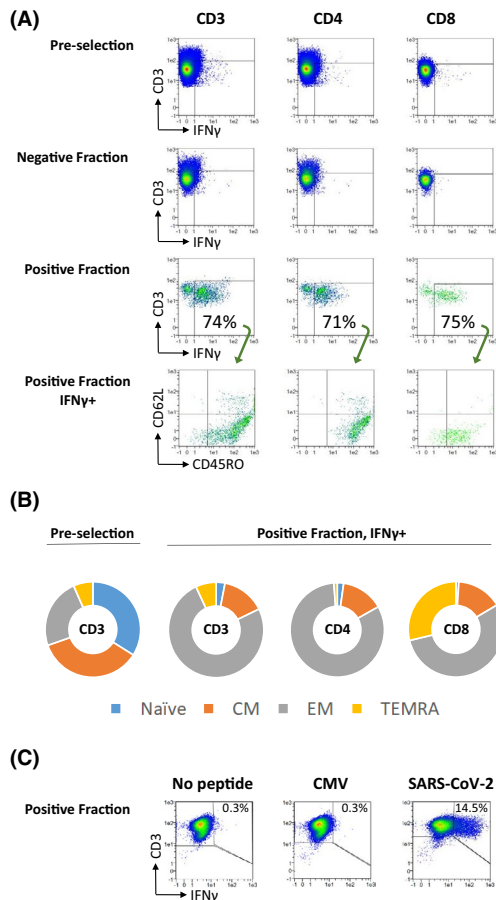 (A)
CD3 CD4 CD8
Pre-selection
CD3
IFNγ
Negative Fraction
CD3
IFNγ
Positive Fraction
CD3
74% 71% 75%
IFNγ
Positive Fraction
IFNγ+
CD62L
CD45RO
(B)
Pre-selection Positive Fraction, IFNγ+
CD3 CD3 CD4 CD8
Naïve CM EM TEMRA
(C)
No peptide CMV SARS-CoV-2
Positive Fraction
0.3% 0.3% 14.5%
CD3
IFNγ